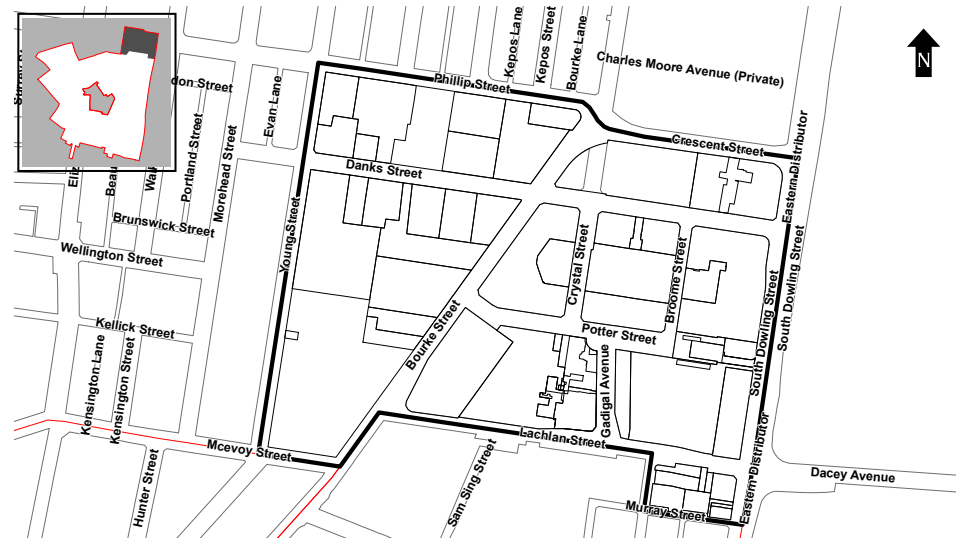 Kepos Lane
Kepos Street
Bourke Lane
Charles Moore Avenue (Private)
N
Phillip Street
don Street
Evan Lane
Crescent Street
Eastern Distributor
Portland Street
Morehead Street
Danks Street
Brunswick Street
Young Street
Wellington Street
Crystal Street
Broome Street
South Dowling Street
South Dowling Street
Bourke Street
Kellick Street
Potter Street
Kensington Lane
Kensington Street
Gadigal Avenue
Lachlan Street
Mcevoy Street
Eastern Distributor
Dacey Avenue
Hunter Street
Sam Sing Street
Murray Street